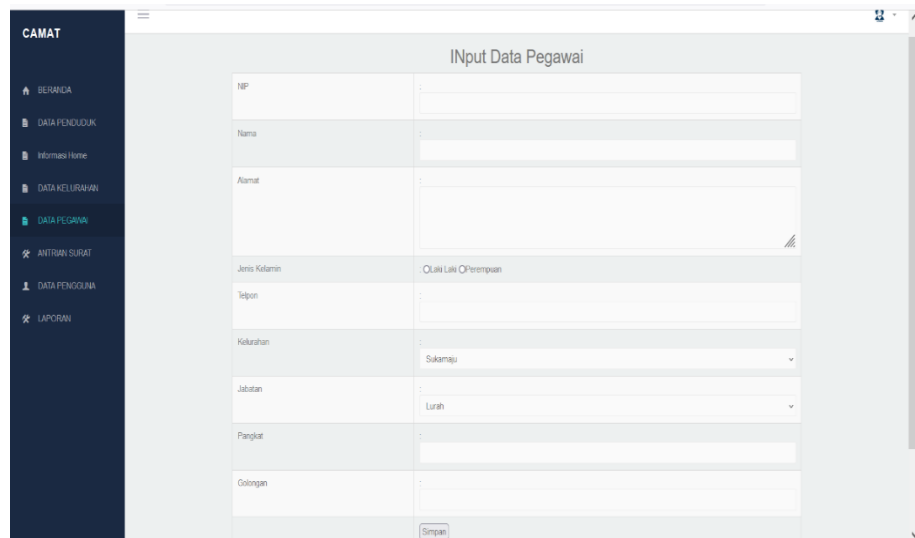 CAMAT
INput Data Pegawai
BERANDA
DATA PENDUDUK
Informasi Home
DATA KELURAHAN
DATA PEGAWAI
ANTRIAN SURAT
DATA PENGGUNA
LAPORAN
NIP :
Nama :
Alamat :
Jenis Kelamin : Laki Laki Perempuan
Telpon :
Kelurahan :
Sukamaju
Jabatan :
Lurah
Pangkat :
Golongan :
Simpan